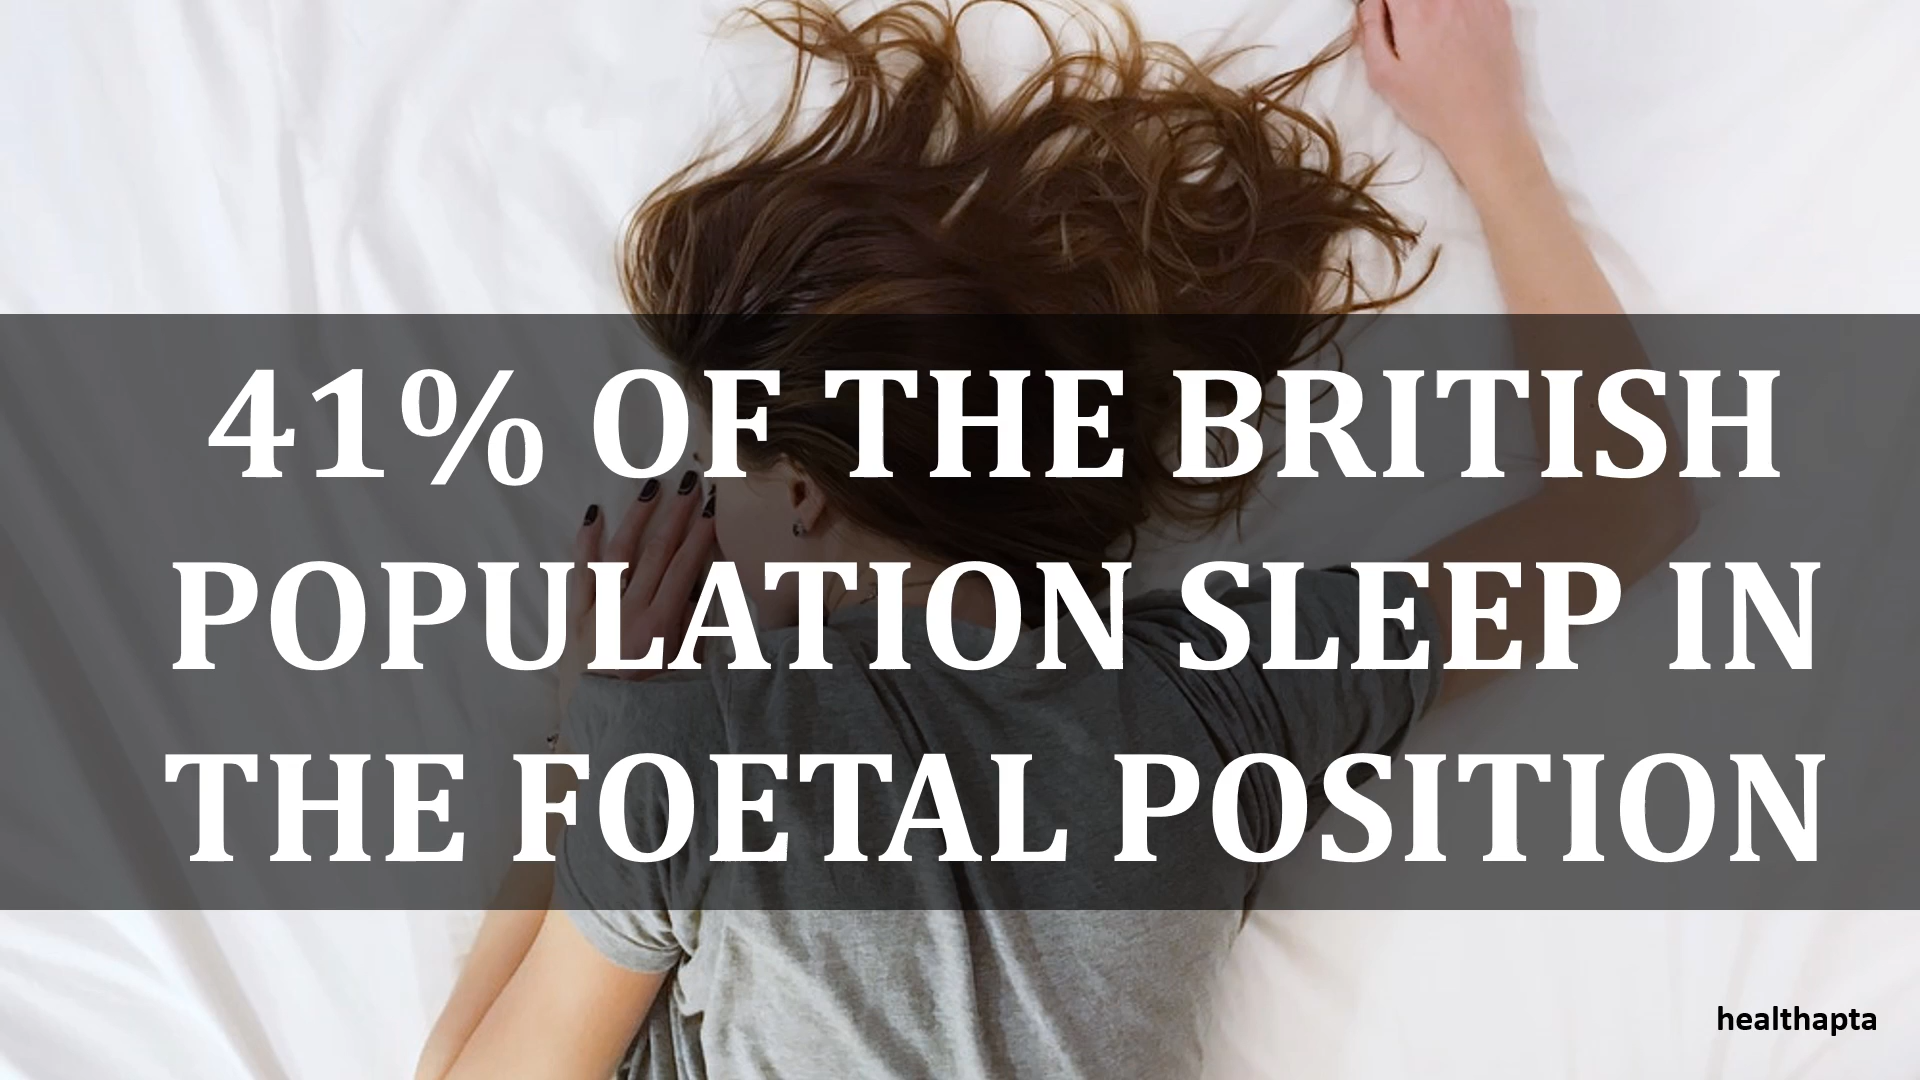 41% OF THE BRITISH
POPULATION SLEEP IN
THE FOETAL POSITION
healthapta